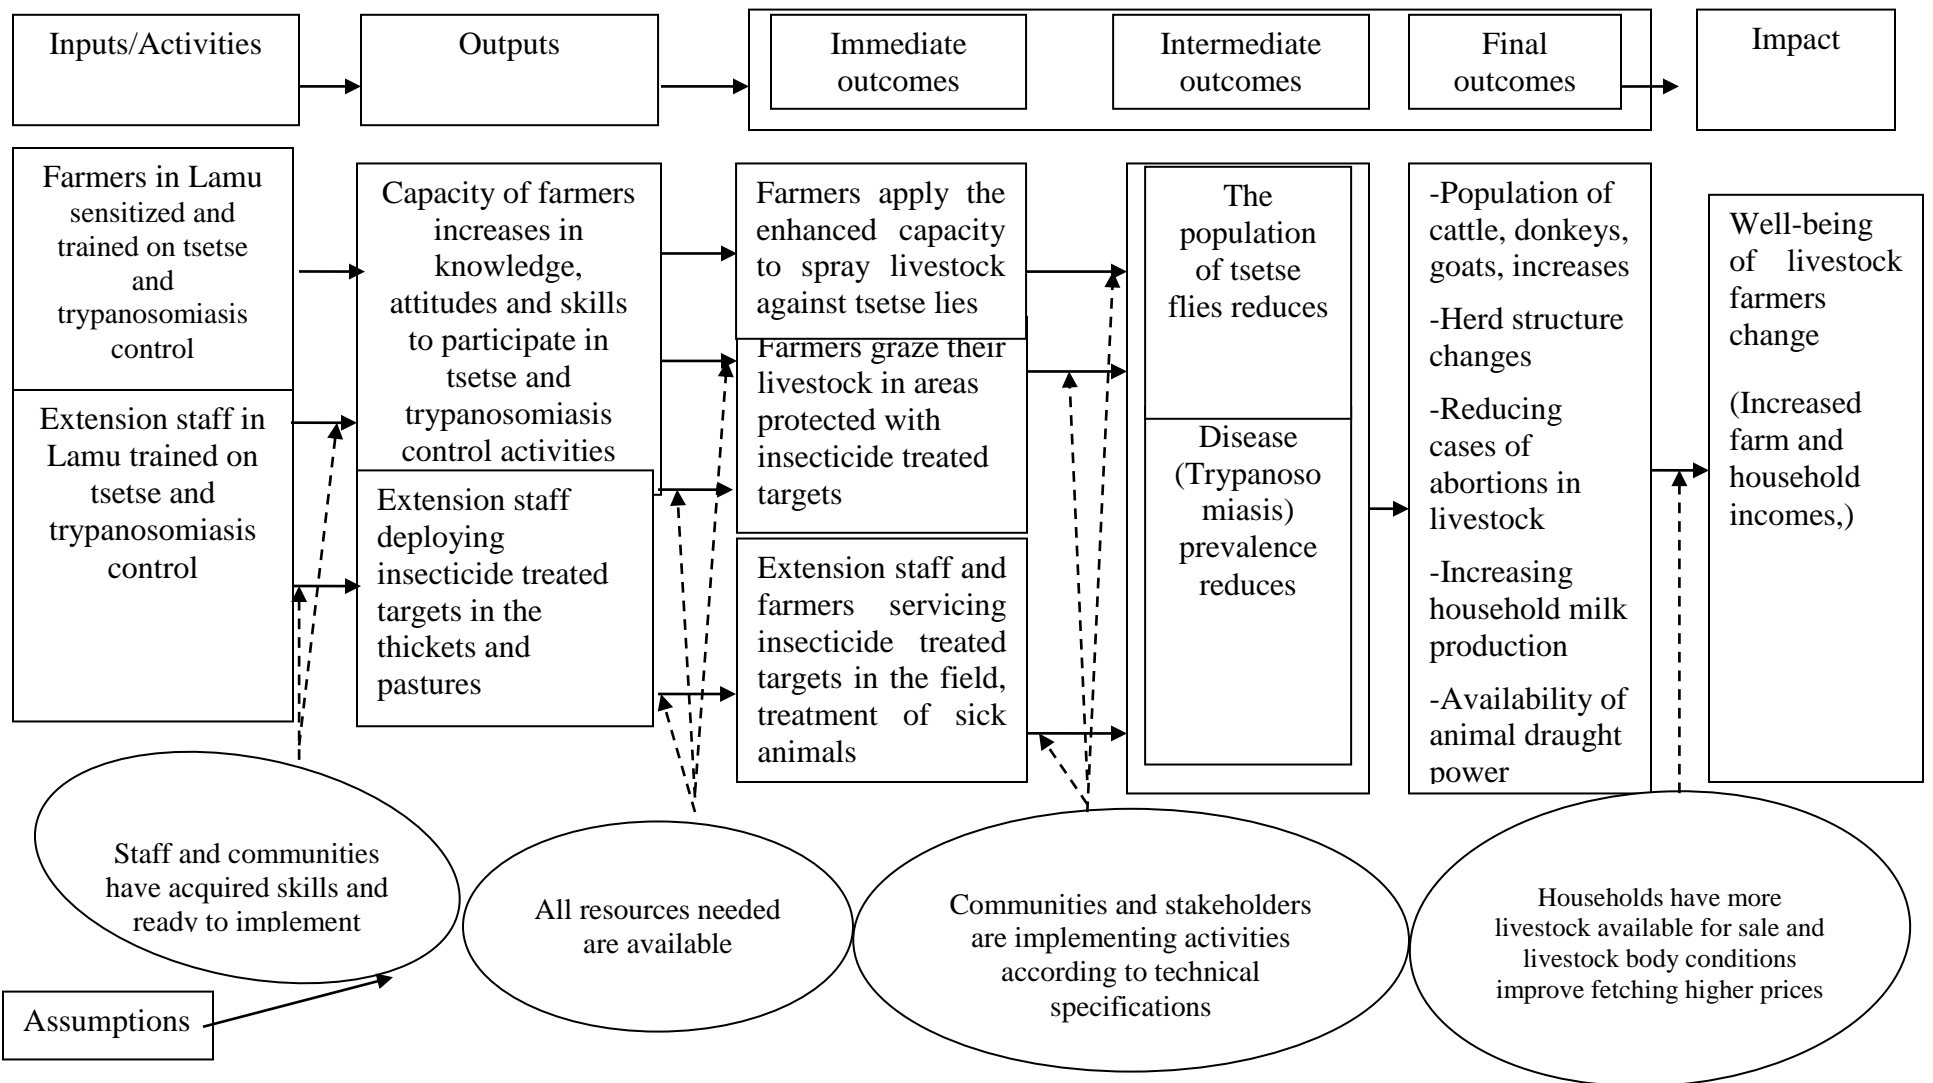 Inputs/Activities
Outputs
Immediate
outcomes
Intermediate
outcomes
Final
outcomes
Impact
Farmers in Lamu
sensitized and
trained on tsetse
and
trypanosomiasis
control
Extension staff in
Lamu trained on
tsetse and
trypanosomiasis
control
Capacity of farmers
increases in
knowledge,
attitudes and skills
to participate in
tsetse and
trypanosomiasis
control activities
Extension staff
deploying
insecticide treated
targets in the
thickets and
pastures
Farmers apply the
enhanced capacity
to spray livestock
against tsetse lies
Farmers graze their
livestock in areas
protected with
insecticide treated
targets
Extension staff and
farmers servicing
insecticide treated
targets in the field,
treatment of sick
animals
The
population
of tsetse
flies reduces
Disease
(Trypanoso
miasis)
prevalence
reduces
-Population of
cattle, donkeys,
goats, increases
-Herd structure
changes
-Reducing
cases of
abortions in
livestock
-Increasing
household milk
production
-Availability of
animal draught
power
Well-being
of livestock
farmers
change
(Increased
farm and
household
incomes,)
Staff and communities
have acquired skills and
ready to implement
All resources needed
are available
Communities and stakeholders
are implementing activities
according to technical
specifications
Households have more
livestock available for sale and
livestock body conditions
improve fetching higher prices
Assumptions